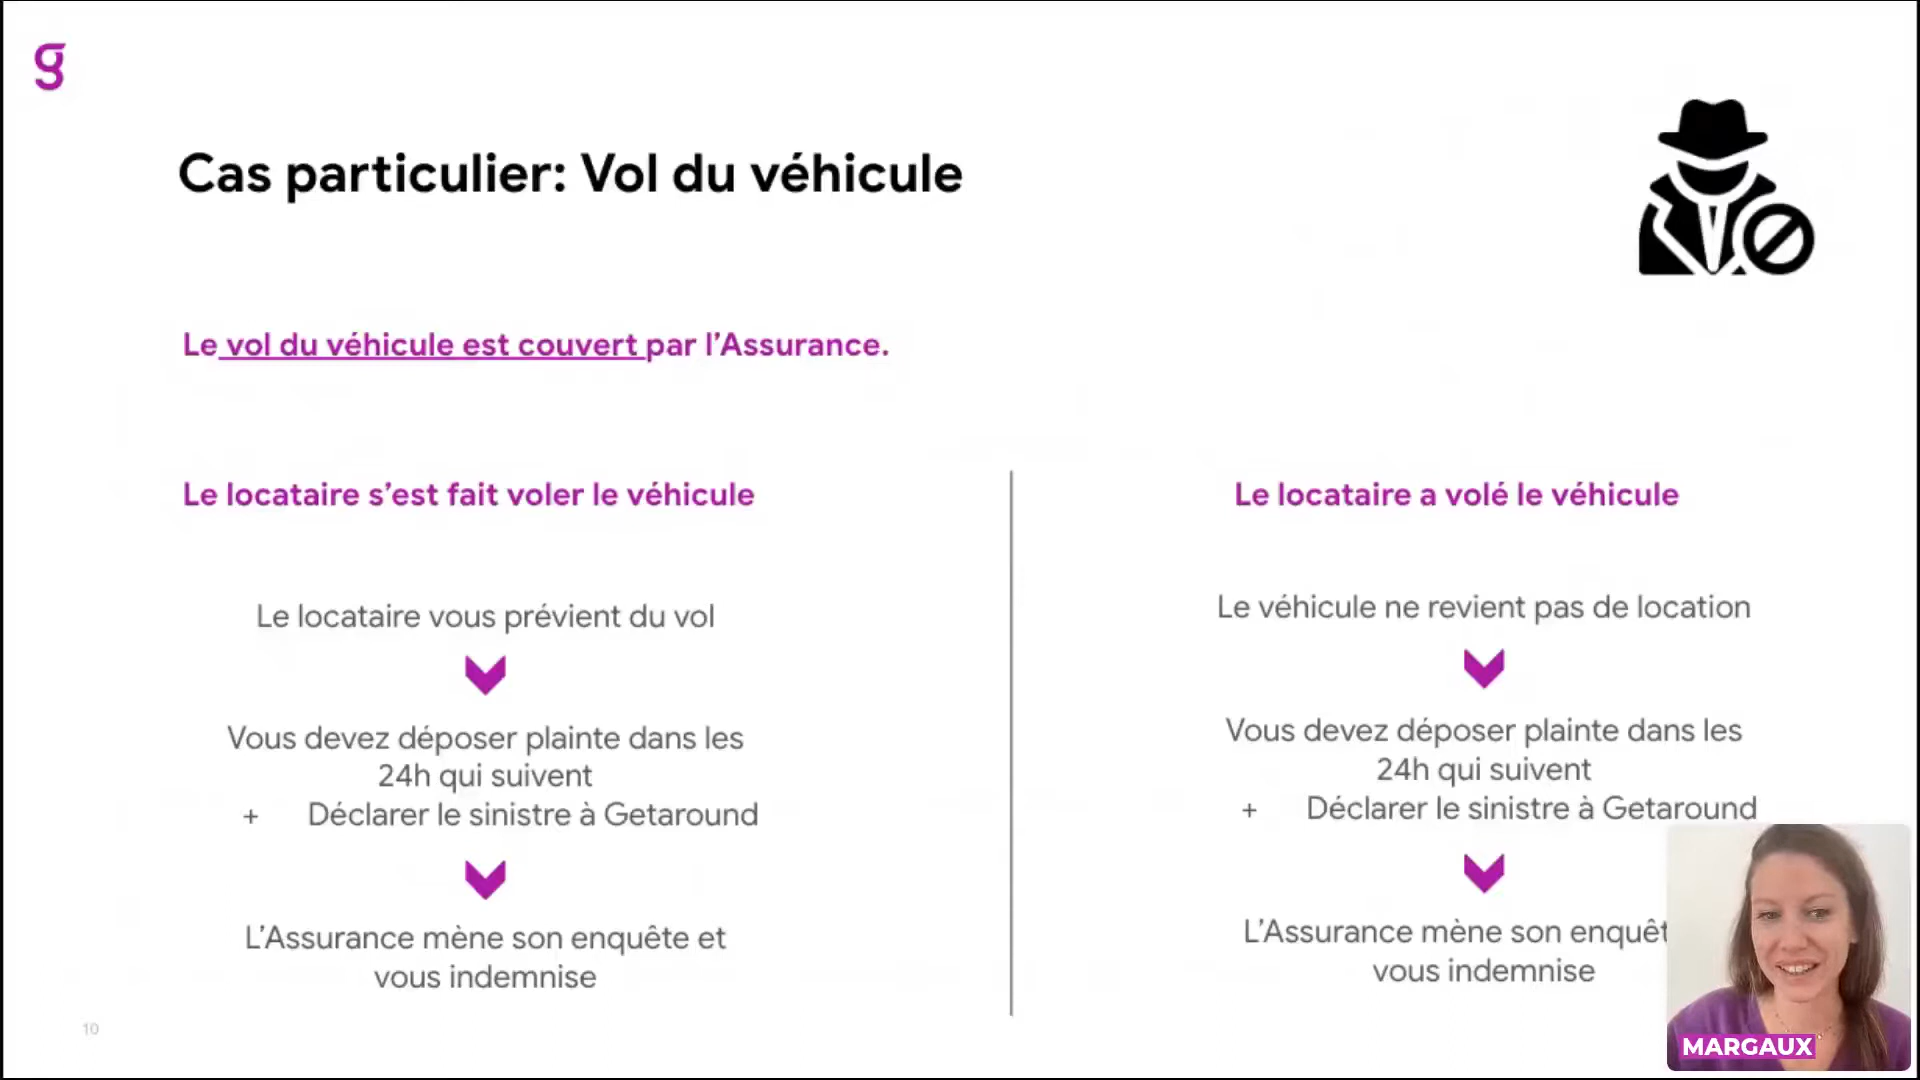 g
Cas particulier: Vol du véhicule
Le vol du véhicule est couvert par l'Assurance.
Le locataire s'est fait voler le véhicule
Le locataire vous prévient du vol
Vous devez déposer plainte dans les
24h qui suivent
+ Déclarer le sinistre à Getaround
L'Assurance mène son enquête et
vous indemnise
Le locataire a volé le véhicule
Le véhicule ne revient pas de location
Vous devez déposer plainte dans les
24h qui suivent
+ Déclarer le sinistre à Getaround
L'Assurance mène son enquêt
vous indemnise
10
MARGAUX